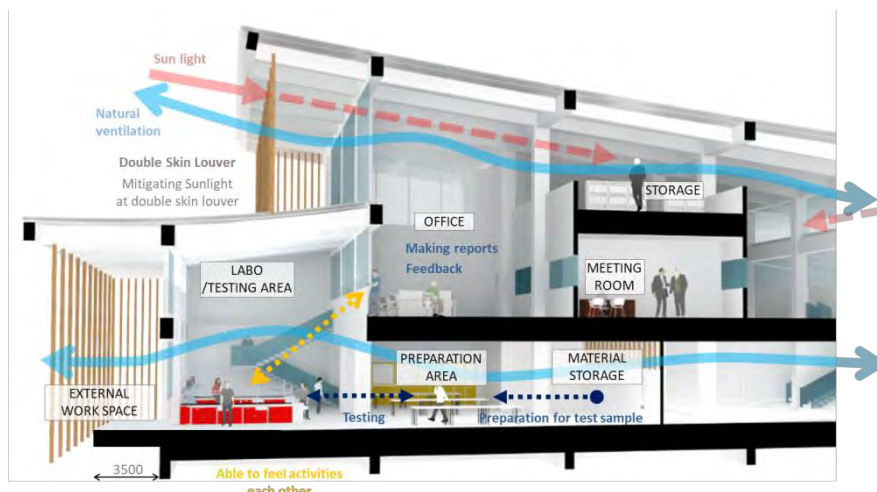 Sun light
Natural
ventilation
Double Skin Louver
Mitigating Sunlight
at double skin louver
STORAGE
OFFICE
Making reports
Feedback
MEETING
ROOM
LABO
/TESTING AREA
PREPARATION
AREA
MATERIAL
STORAGE
EXTERNAL
WORK SPACE
Testing
Preparation for test sample
3500
Able to feel activities
each other